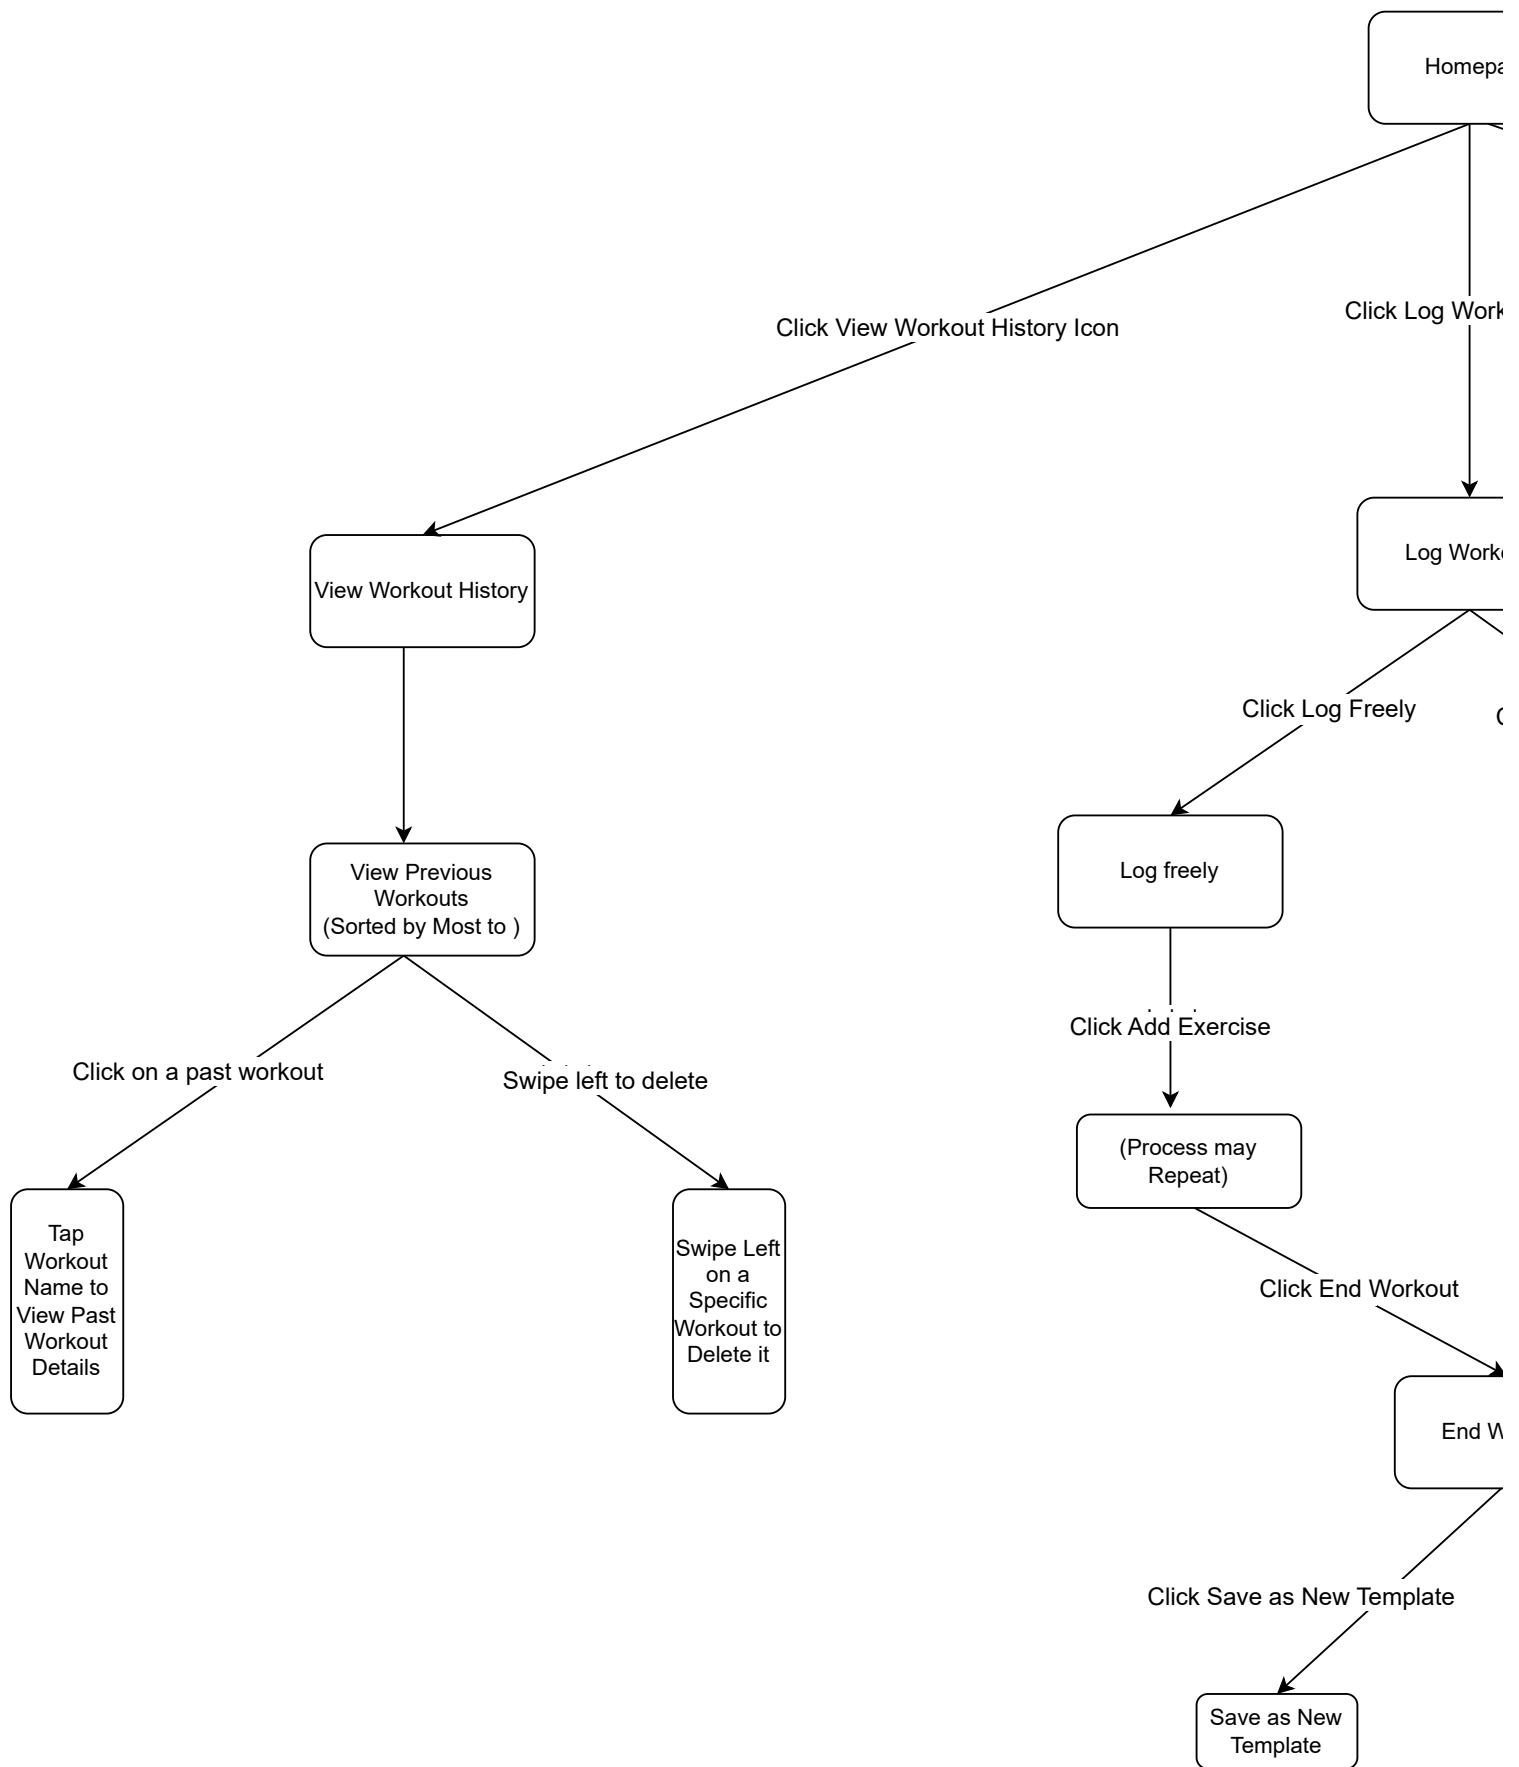 Homepa
Click View Workout History Icon
Click Log Work
View Workout History
Log Work
Click Log Freely
View Previous
Workouts
(Sorted by Most to )
Log freely
Click Add Exercise
Click on a past workout
Swipe left to delete
(Process may
Repeat)
Tap
Workout
Name to
View Past
Workout
Details
Swipe Left
on a
Specific
Workout to
Delete it
Click End Workout
End W
Click Save as New Template
Save as New
Template